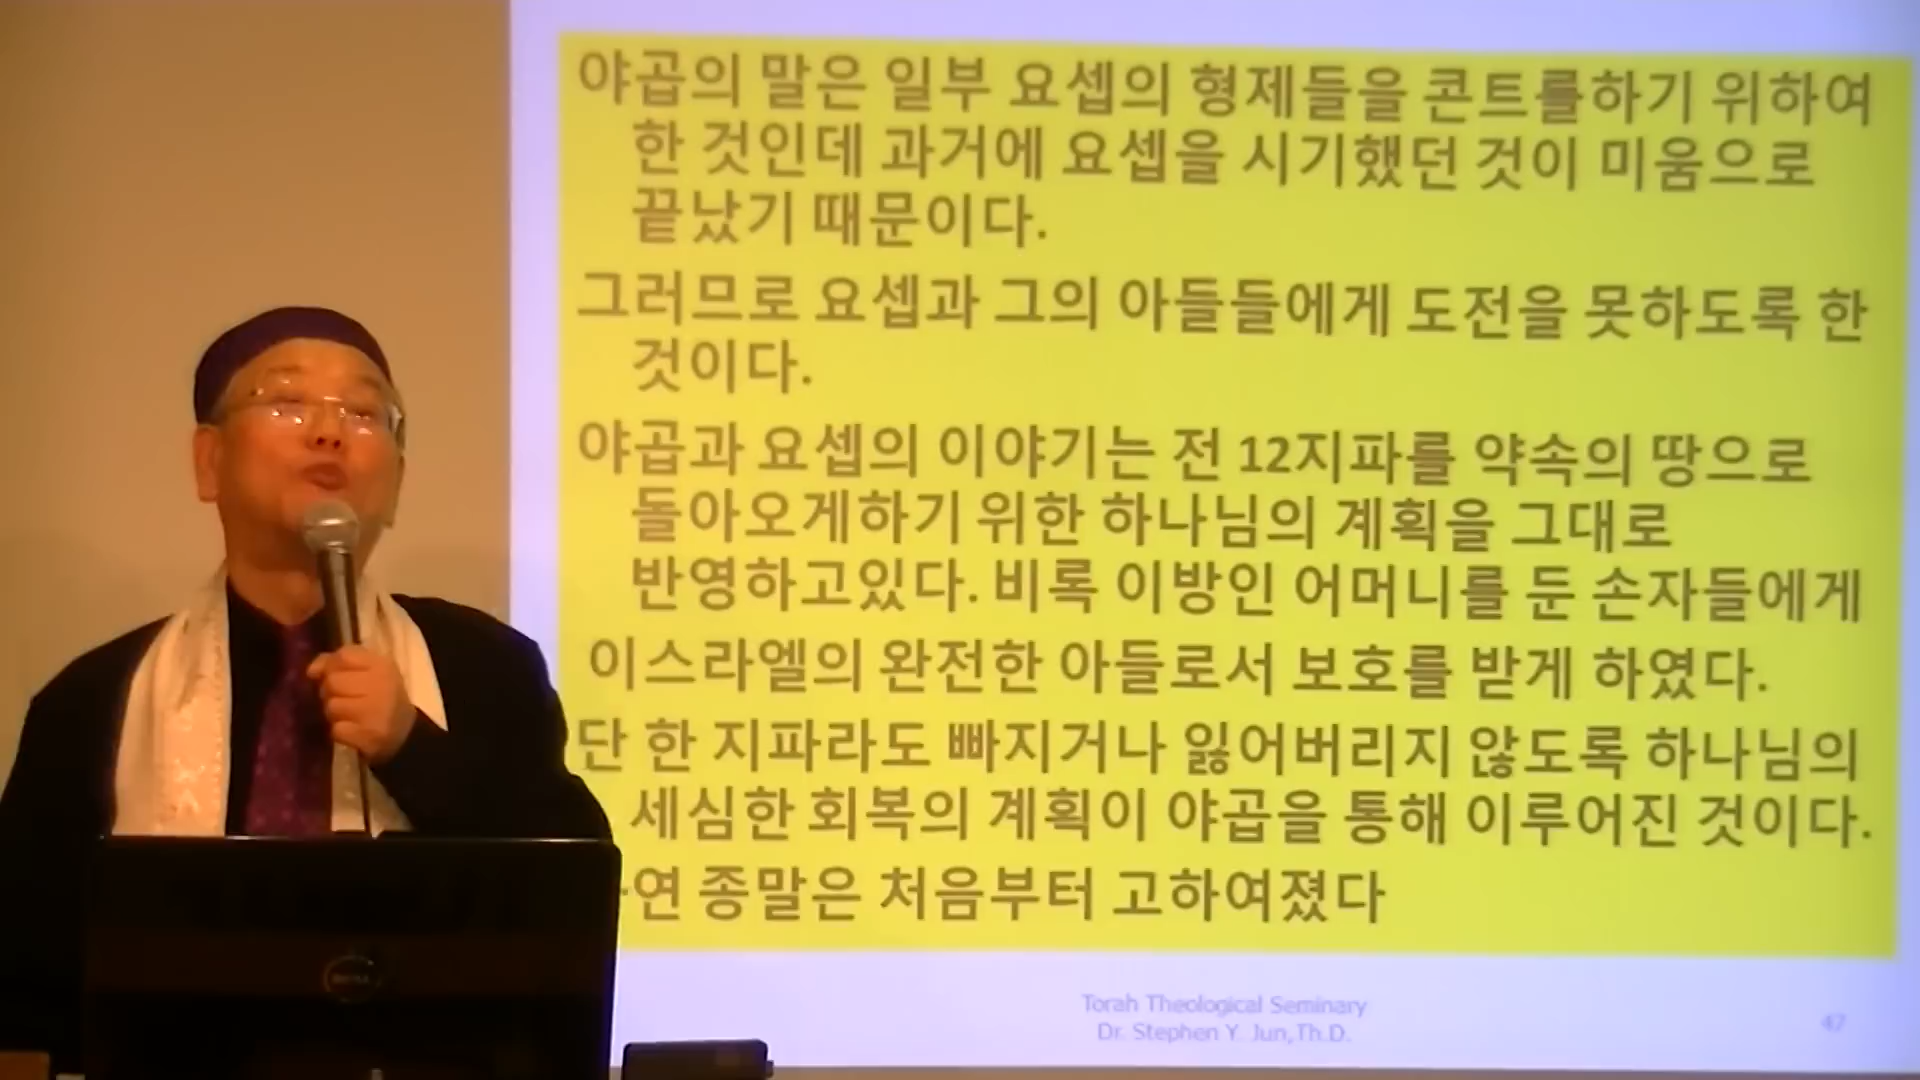 야곱의 말은 일부 요셉의 형제들을 콘트롤하기 위하여
한 것인데 과거에 요셉을 시기했던 것이 미움으로
끝났기 때문이다.
그러므로 요셉과 그의 아들들에게 도전을 못하도록 한
것이다.
야곱과 요셉의 이야기는 전 12지파를 약속의 땅으로
돌아오게하기 위한 하나님의 계획을 그대로
반영하고있다. 비록 이방인 어머니를 둔 손자들에게
이스라엘의 완전한 아들로서 보호를 받게 하였다.
단 한 지파라도 빠지거나 잃어버리지 않도록 하나님의
세심한 회복의 계획이 야곱을 통해 이루어진 것이다.
종말은 처음부터 고하여졌다
Torah Theological Seminary
Dr. Stephen Y. Jun,Th.D.
47
DELL